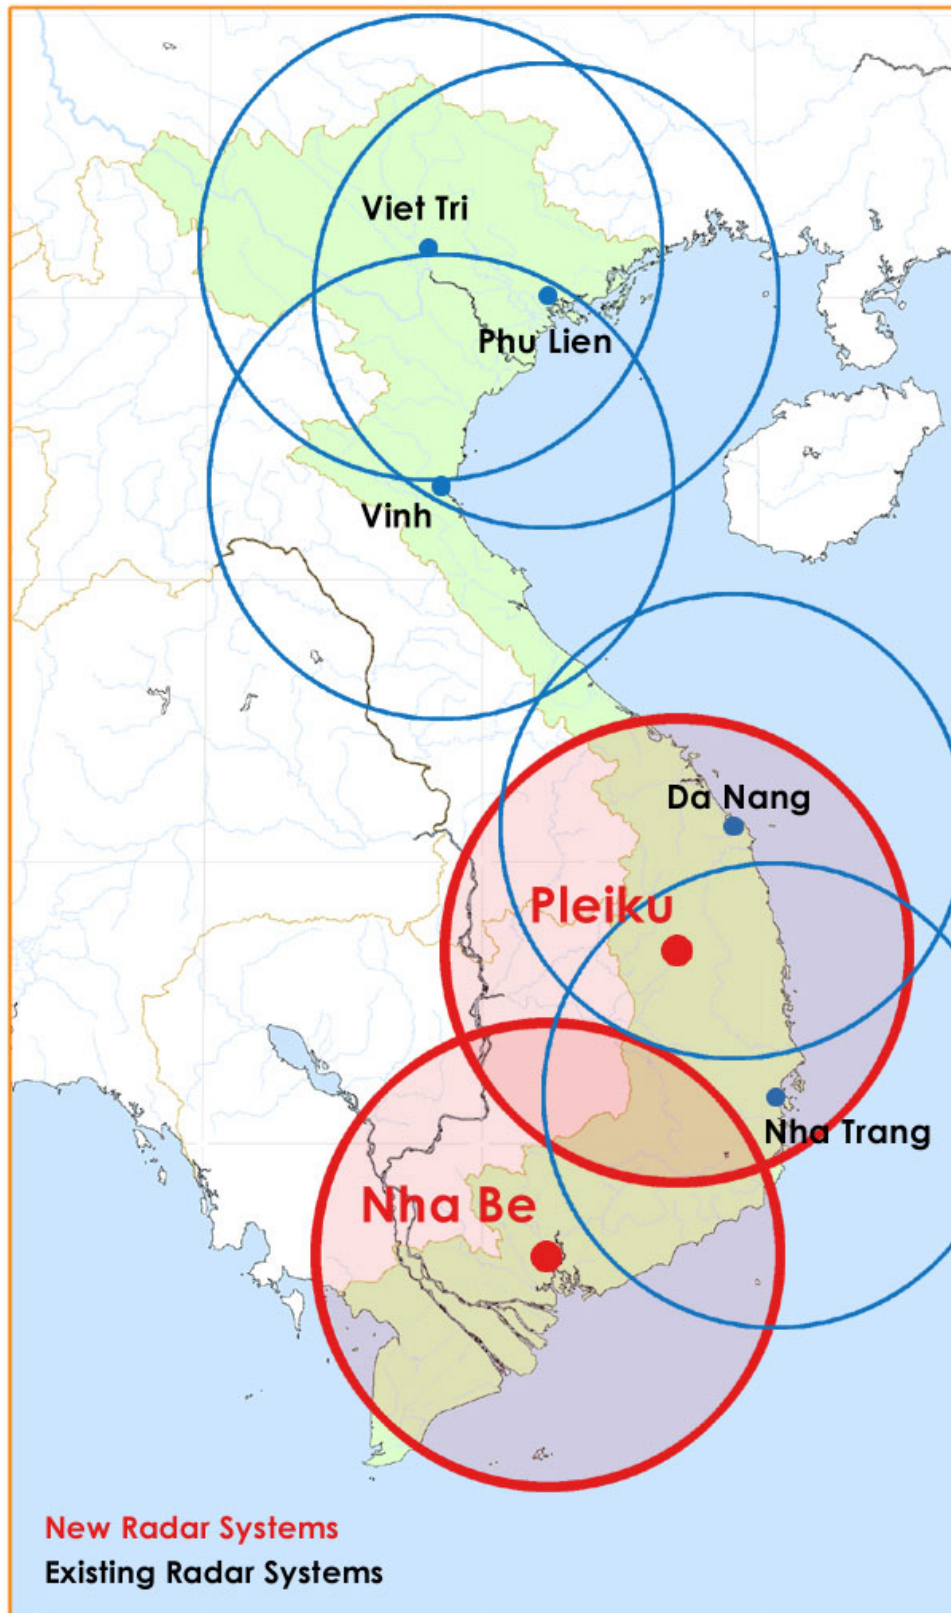 Viet Tri
Phu Lien
Vinh
Da Nang
Pleiku
Nha Trang
Nha Be
New Radar Systems
Existing Radar Systems